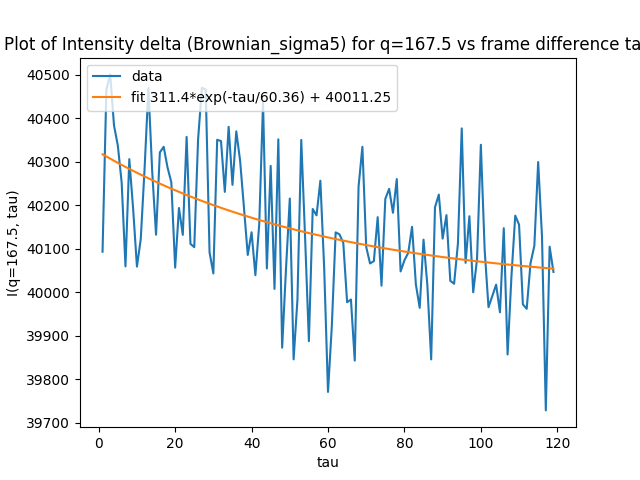 Plot of Intensity delta (Brownian_sigma5) for q=167.5 vs frame difference ta
data
fit 311.4*exp(-tau/60.36) + 40011.25
40500
40400
40300
40200
40100
40000
39900
39800
39700
I(q=167.5, tau)
0 20 40 60 80 100 120
tau